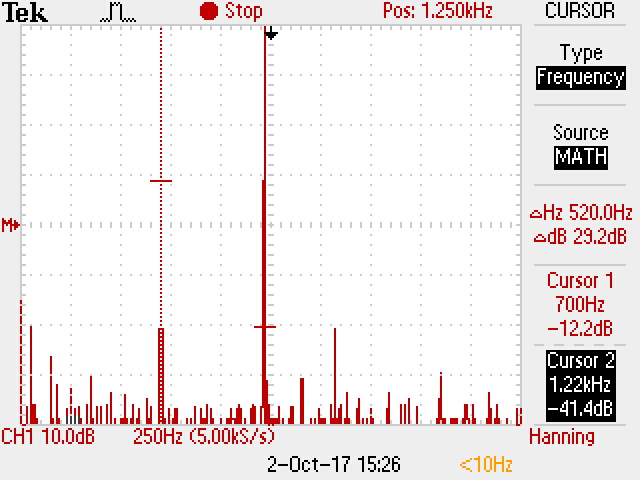 Tek Stop Pos: 1.250kHz CURSOR
Type
Frequency
Source
MATH
M
△Hz 520.0Hz
△dB 29.2dB
Cursor 1
700Hz
−12.2dB
Cursor 2
1.22kHz
−41.4dB
CH1 10.0dB 250Hz (5.00kS/s) Hanning
2-Oct-17 15:26 <10Hz